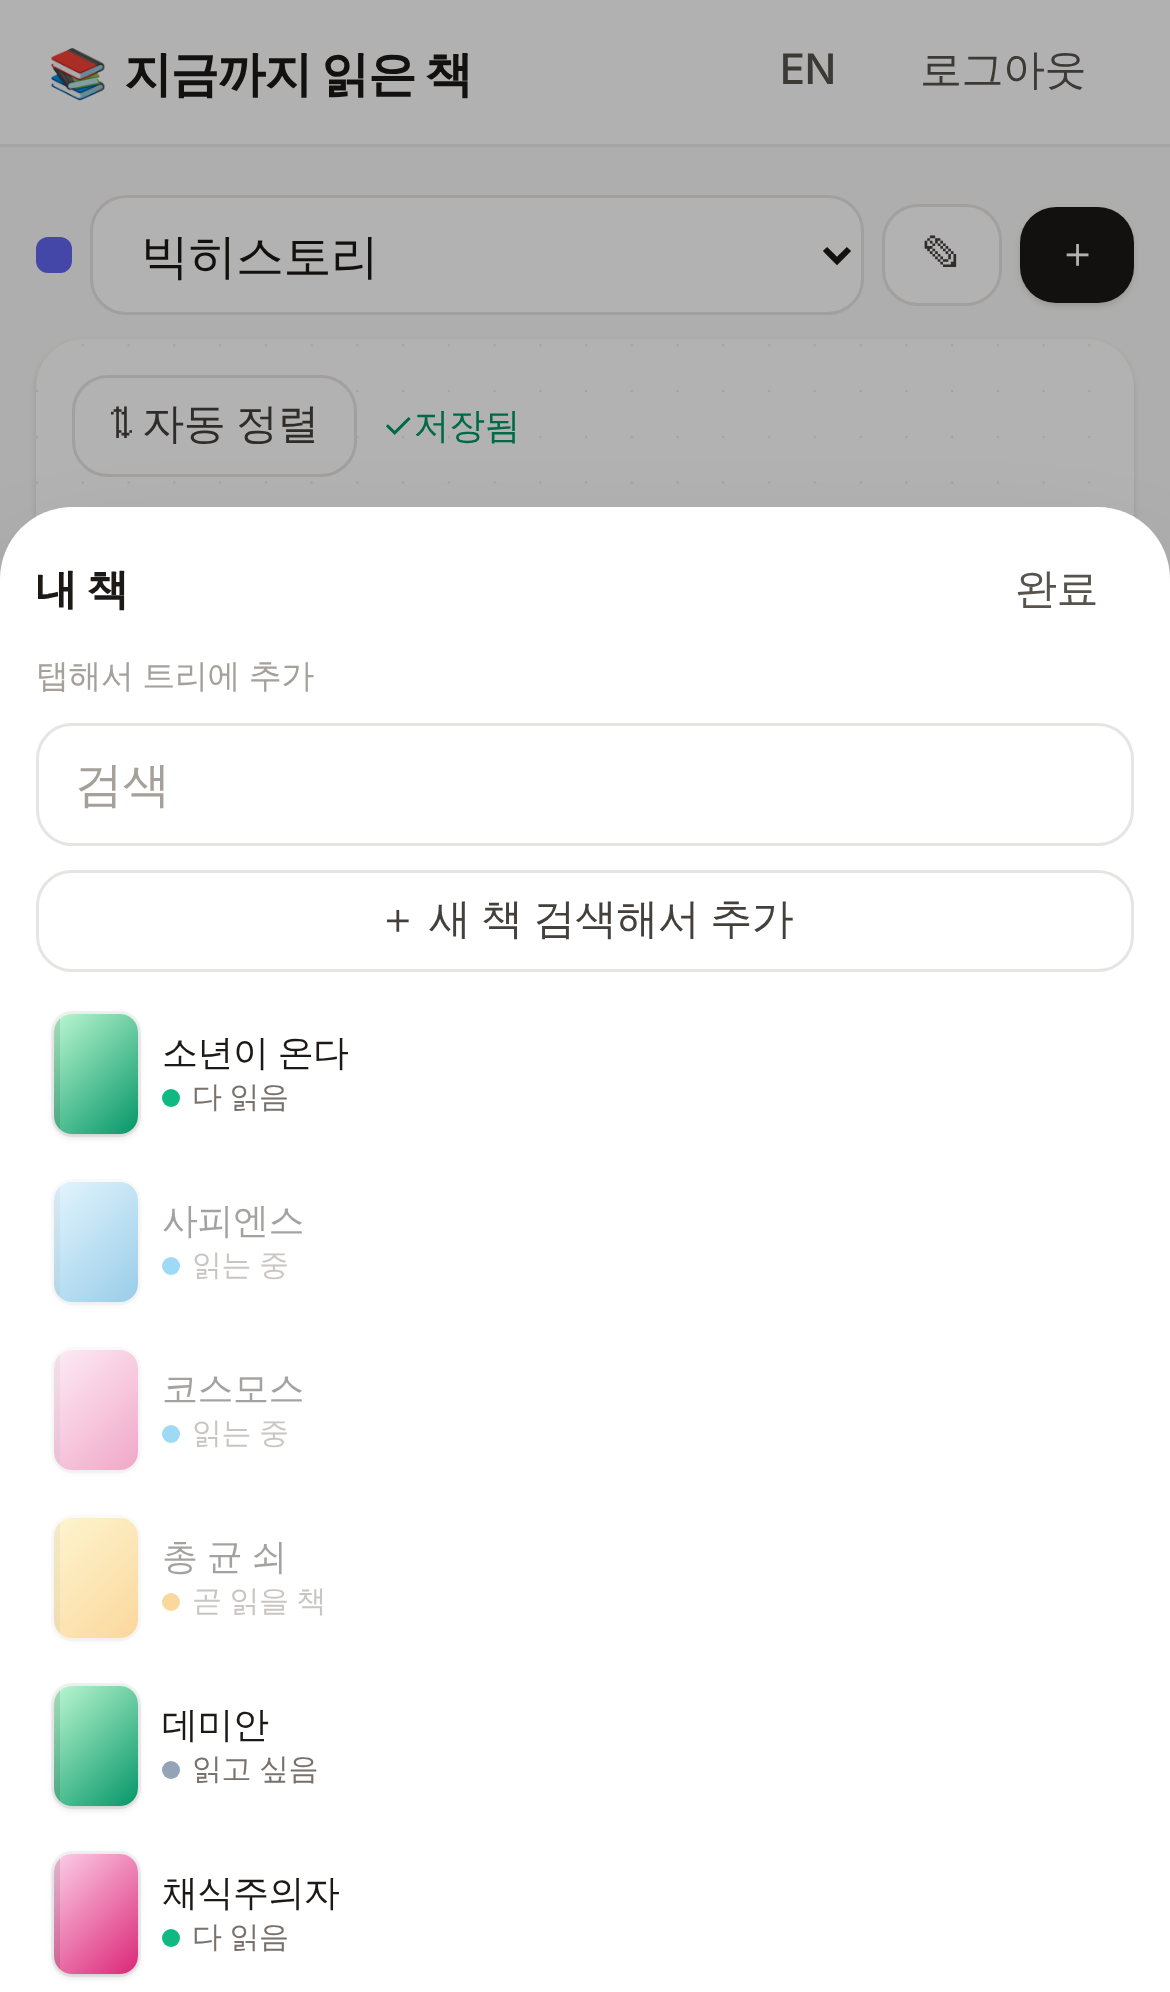 📚 지금까지 읽은 책 EN 로그아웃
빅히스토리 ✎ +
⇅ 자동 정렬 ✓저장됨
내 책 완료
탭해서 트리에 추가
검색
+ 새 책 검색해서 추가
소년이 온다
다 읽음
사피엔스
읽는 중
코스모스
읽는 중
총 균 쇠
곧 읽을 책
데미안
읽고 싶음
채식주의자
다 읽음